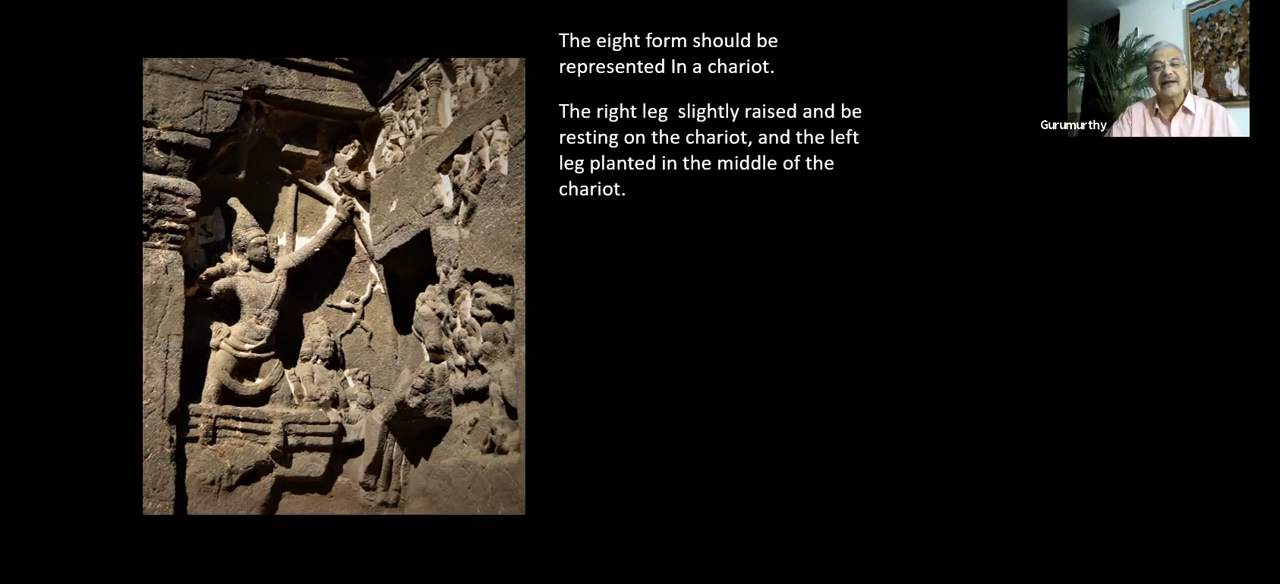 The eight form should be
represented In a chariot.
The right leg slightly raised and be
resting on the chariot, and the left
leg planted in the middle of the
chariot.
Gurumurthy